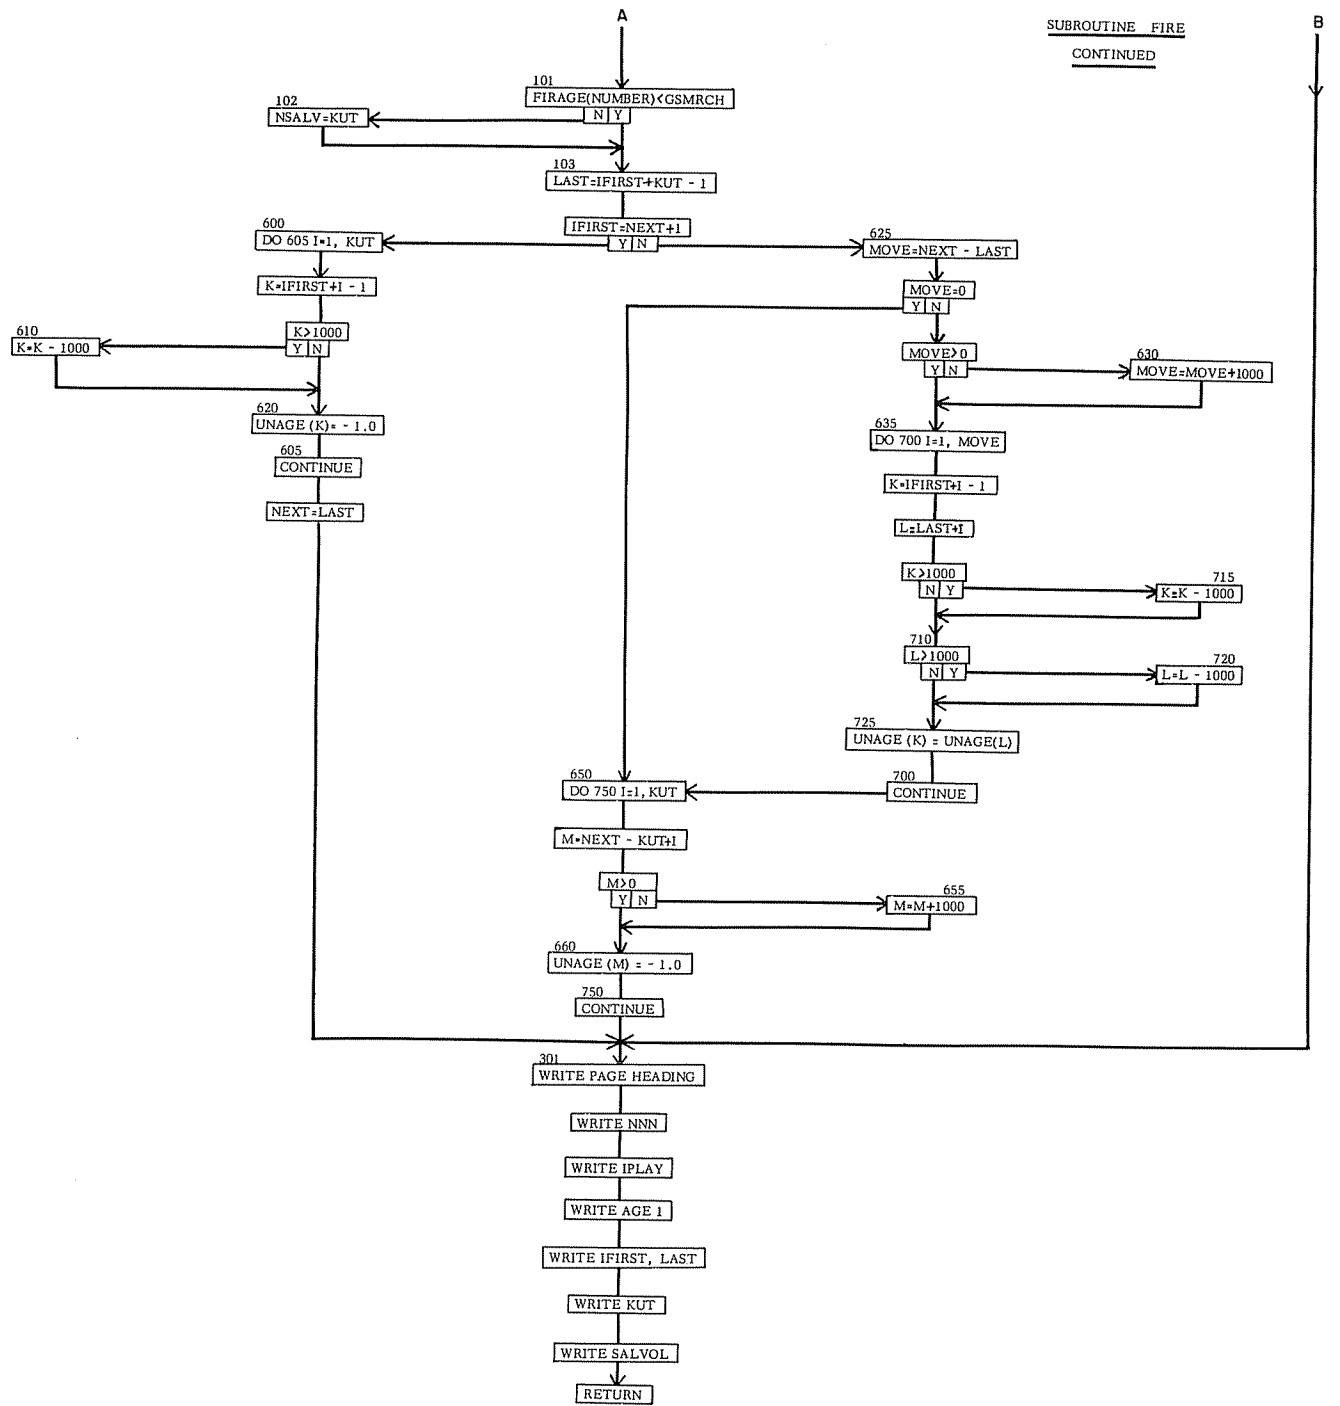 A
SUBROUTINE FIRE
CONTINUED
B
101
FIRAGE(NUMBER)<GSMRCH
N Y
102
NSALV=KUT
103
LAST=IFIRST+KUT - 1
IFIRST=NEXT+1
Y N
600
DO 605 I=1, KUT
K=IFIRST+I - 1
K>1000
Y N
610
K=K - 1000
620
UNAGE (K)= - 1.0
605
CONTINUE
NEXT=LAST
625
MOVE=NEXT - LAST
MOVE=0
Y N
MOVE>0
Y N
630
MOVE=MOVE+1000
635
DO 700 I=1, MOVE
K=IFIRST+I - 1
L=LAST+I
K>1000
N Y
715
K=K - 1000
710
L>1000
N Y
720
L=L - 1000
725
UNAGE (K) = UNAGE(L)
700
CONTINUE
650
DO 750 I=1, KUT
M=NEXT - KUT+I
M>0
Y N
655
M=M+1000
660
UNAGE (M) = - 1.0
750
CONTINUE
301
WRITE PAGE HEADING
WRITE NNN
WRITE IPLAY
WRITE AGE 1
WRITE IFIRST, LAST
WRITE KUT
WRITE SALVOL
RETURN